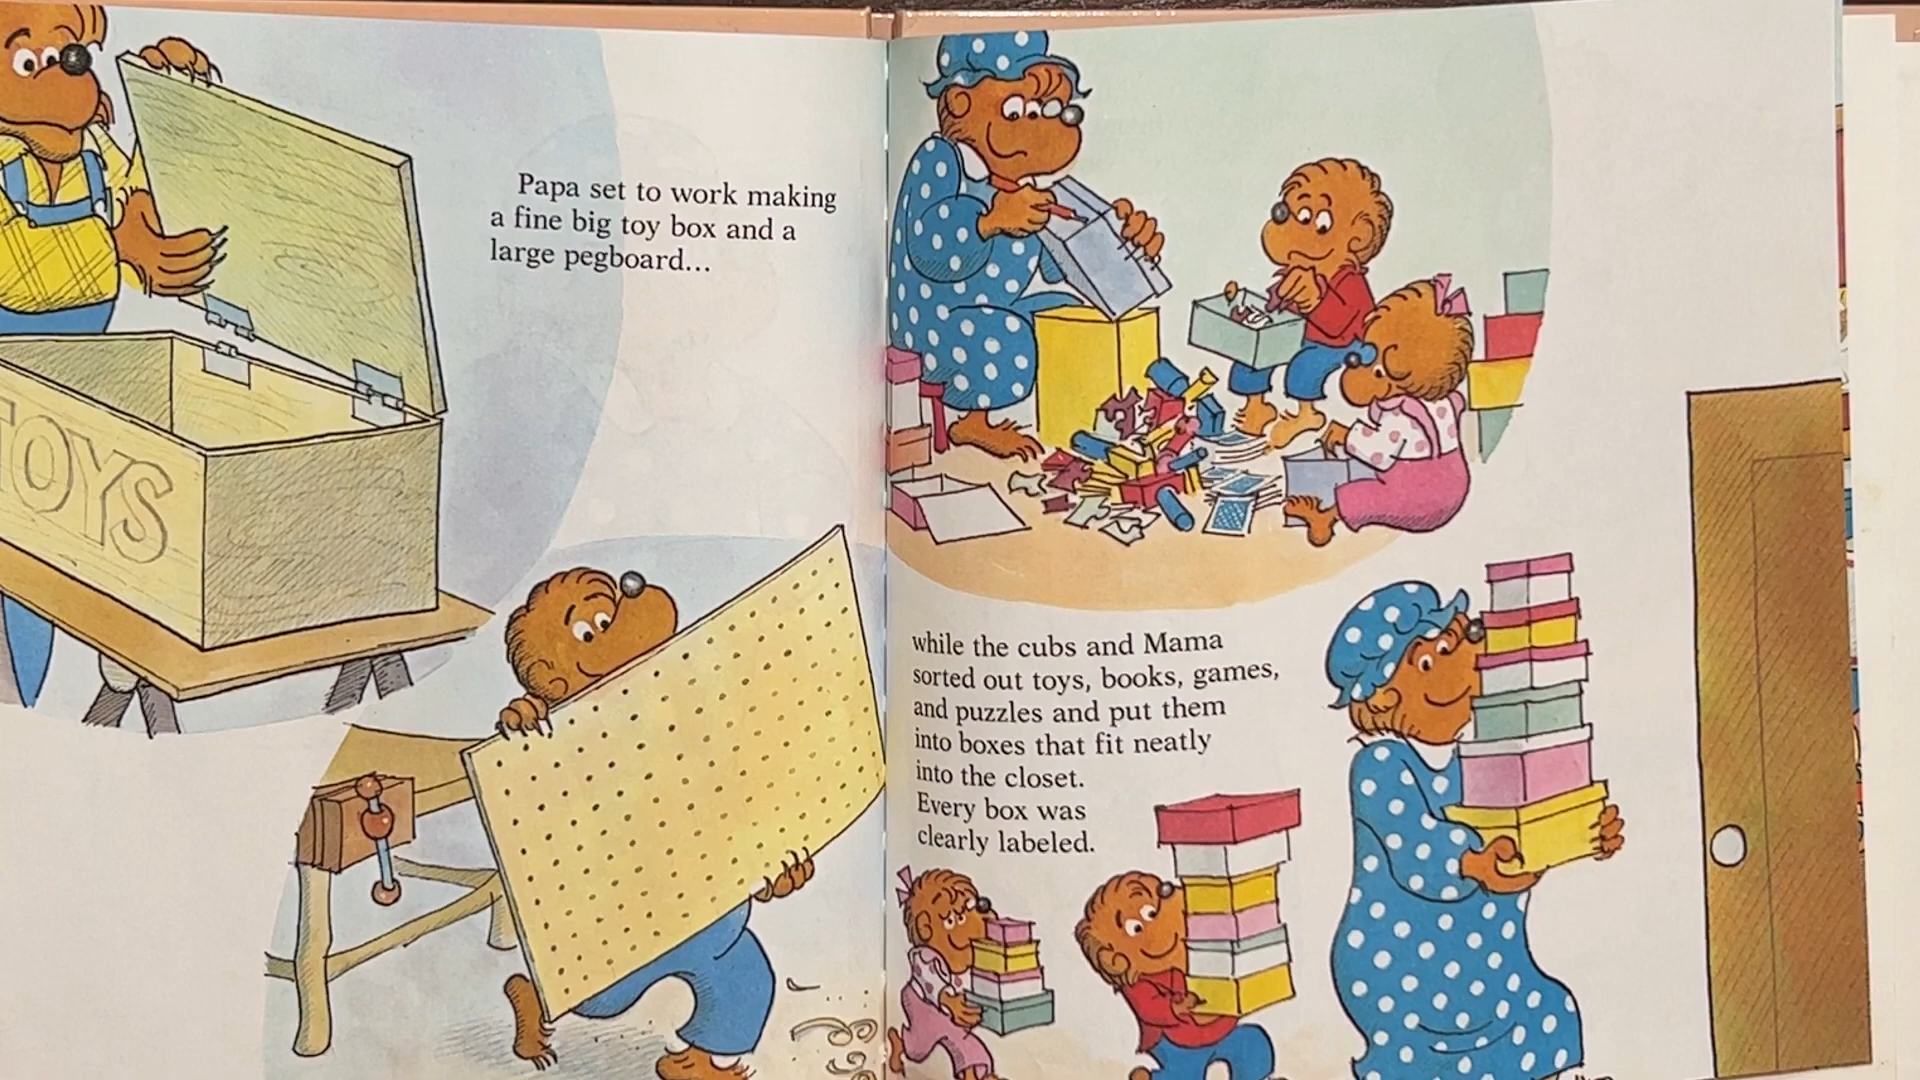 Papa set to work making
a fine big toy box and a
large pegboard...
TOYS
while the cubs and Mama
sorted out toys, books, games,
and puzzles and put them
into boxes that fit neatly
into the closet.
Every box was
clearly labeled.